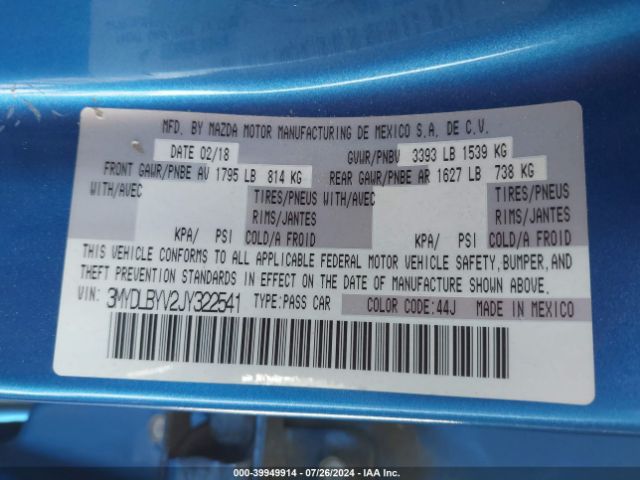 MFD. BY MAZDA MOTOR MANUFACTURING DE MEXICO S.A. DE C.V.
DATE 02/18 GVWR/PNBV 3393 LB 1539 KG
FRONT GAWR/PNBE AV 1795 LB 814 KG REAR GAWR/PNBE AR 1627 LB 738 KG
WITH/AVEC TIRES/PNEUS WITH/AVEC TIRES/PNEUS
RIMS/JANTES RIMS/JANTES
KPA/ PSI COLD/A FROID KPA/ PSI COLD/A FROID
THIS VEHICLE CONFORMS TO ALL APPLICABLE FEDERAL MOTOR VEHICLE SAFETY, BUMPER, AND
THEFT PREVENTION STANDARDS IN EFFECT ON THE DATE OF MANUFACTURE SHOWN ABOVE.
VIN: 3MYDLBYV2JY322541 TYPE:PASS CAR COLOR CODE:44J MADE IN MEXICO
000-39949914 - 07/26/2024 - IAA Inc.